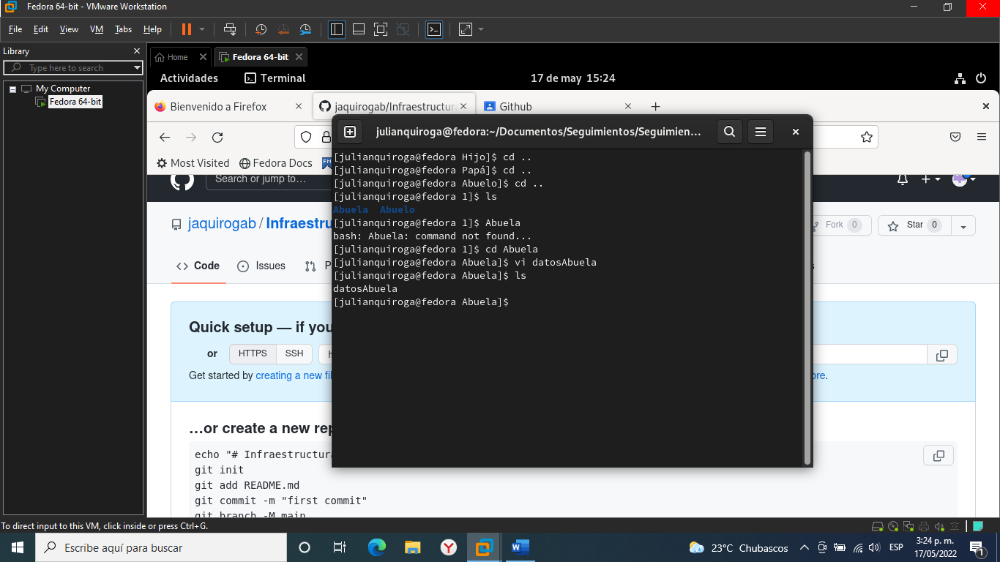 Fedora 64-bit - VMware Workstation
File Edit View VM Tabs Help
Library
Type here to search
My Computer
Fedora 64-bit
Home
Fedora 64-bit
Actividades Terminal 17 de may 15:24
Bienvenido a Firefox
jaquirogab/Infraestructura
Github
julianquiroga@fedora:~/Documentos/Seguimientos/Seguimien...
Most Visited Fedora Docs
Search or jump to…
jaquirogab / Infraestru
Fork 0
Star 0
Code Issues P
[julianquiroga@fedora Hijo]$ cd ..
[julianquiroga@fedora Papá]$ cd ..
[julianquiroga@fedora Abuelo]$ cd ..
[julianquiroga@fedora 1]$ ls
Abuela Abuelo
[julianquiroga@fedora 1]$ Abuela
bash: Abuela: command not found...
[julianquiroga@fedora 1]$ cd Abuela
[julianquiroga@fedora Abuela]$ vi datosAbuela
[julianquiroga@fedora Abuela]$ ls
datosAbuela
[julianquiroga@fedora Abuela]$
Quick setup — if you
or HTTPS SSH
Get started by creating a new fil
ore.
…or create a new rep
echo "# Infraestructura
git init
git add README.md
git commit -m "first commit"
git branch -M main
To direct input to this VM, click inside or press Ctrl+G.
Escribe aquí para buscar
23°C Chubascos
ESP
3:24 p. m.
17/05/2022
1